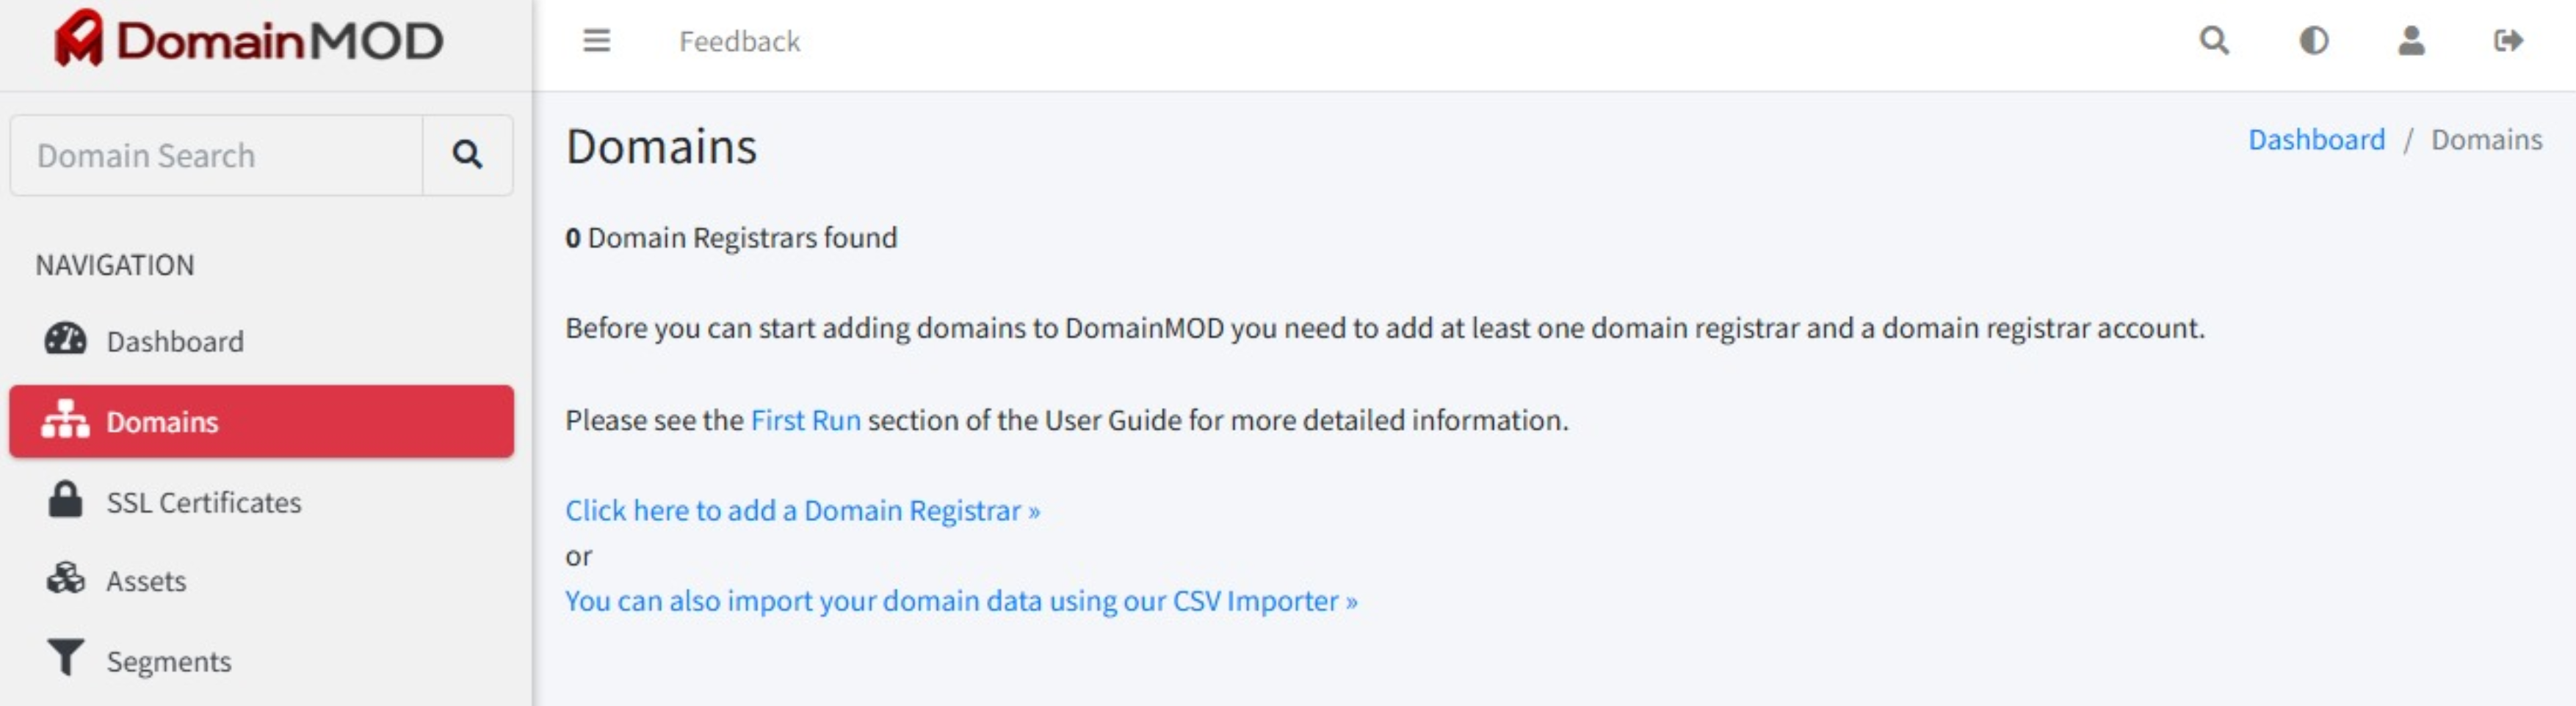 DomainMOD
Feedback
Domain Search
NAVIGATION
Dashboard
Domains
SSL Certificates
Assets
Segments
Domains
Dashboard / Domains
0 Domain Registrars found
Before you can start adding domains to DomainMOD you need to add at least one domain registrar and a domain registrar account.
Please see the First Run section of the User Guide for more detailed information.
Click here to add a Domain Registrar »
or
You can also import your domain data using our CSV Importer »